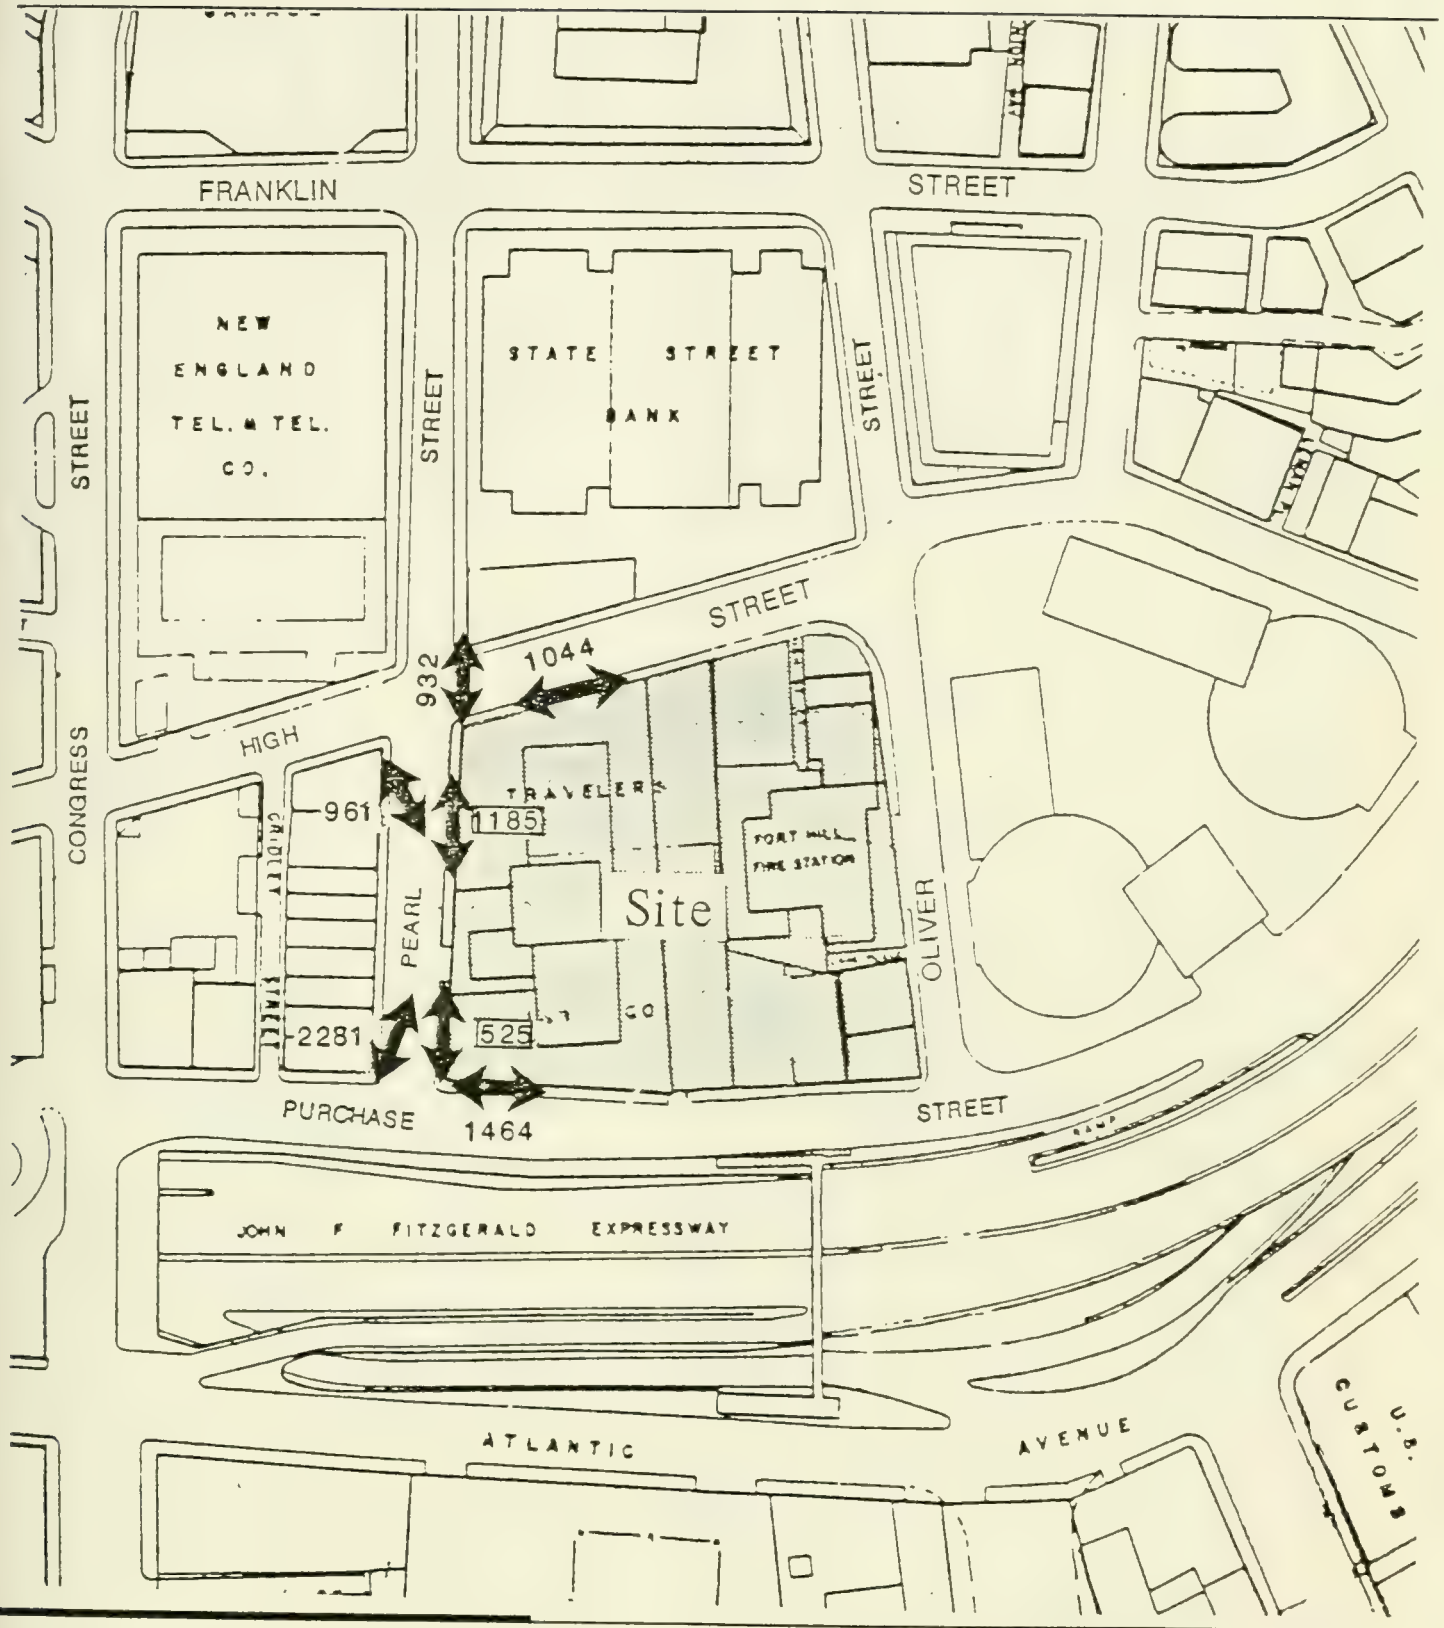 FRANKLIN STREET
NEW
ENGLAND
TEL. & TEL.
CO.
STATE STREET
BANK
STREET
STREET
STREET
STREET
932
1044
HIGH
CONGRESS
961
1185
TRAVELERS
FORT HILL
FIRE STATION
GRIDLEY
STREET
PEARL
Site
OLIVER
2281
525
CO
PURCHASE
STREET
1464
RAMP
JOHN F FITZGERALD EXPRESSWAY
ATLANTIC
AVENUE
U.S.
CUSTOMS